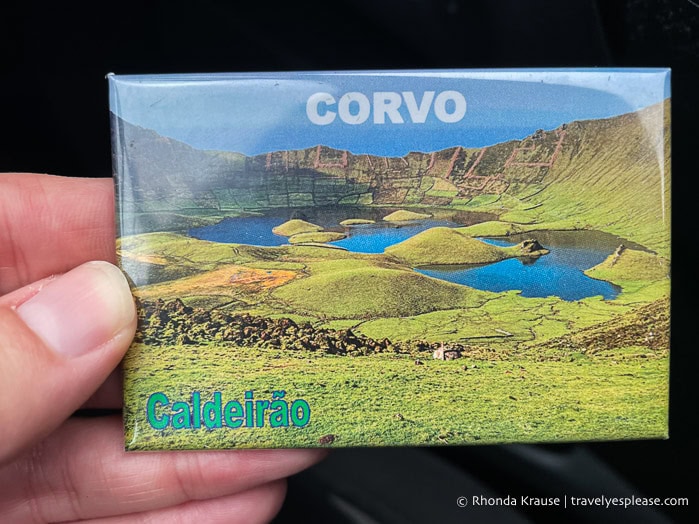 CORVO
Caldeirão
© Rhonda Krause | travelyesplease.com